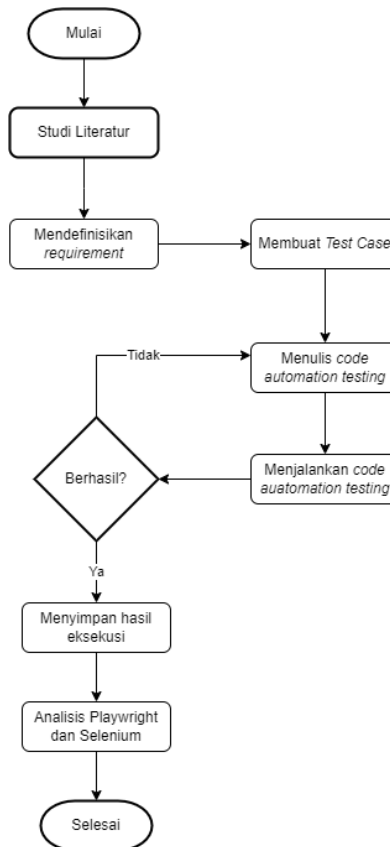 Mulai
Studi Literatur
Mendefinisikan
requirement
Membuat Test Case
Tidak
Menulis code
automation testing
Berhasil?
Menjalankan code
auatomation testing
Ya
Menyimpan hasil
eksekusi
Analisis Playwright
dan Selenium
Selesai